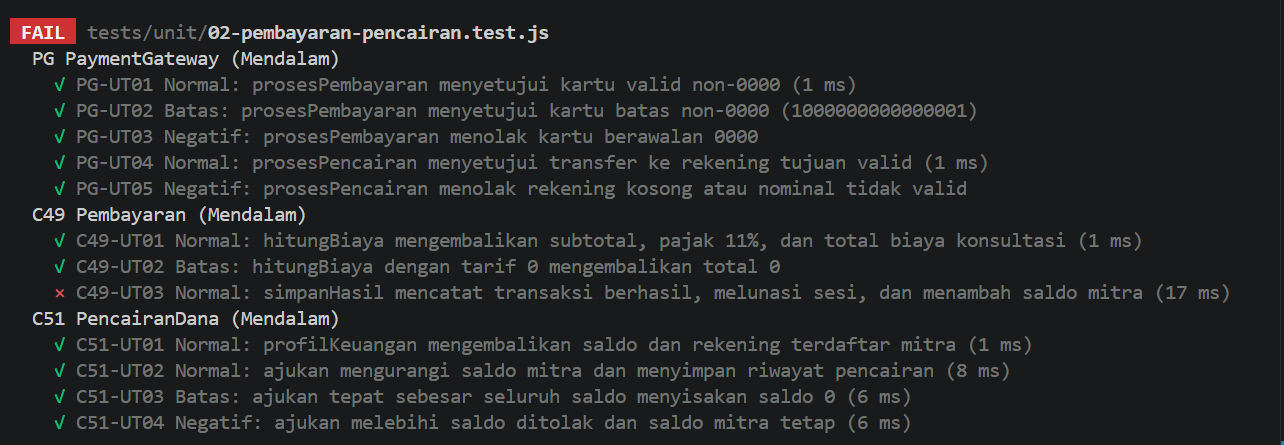 FAIL tests/unit/02-pembayaran-pencairan.test.js
PG PaymentGateway (Mendalam)
√ PG-UT01 Normal: prosesPembayaran menyetujui kartu valid non-0000 (1 ms)
√ PG-UT02 Batas: prosesPembayaran menyetujui kartu batas non-0000 (1000000000000001)
√ PG-UT03 Negatif: prosesPembayaran menolak kartu berawalan 0000
√ PG-UT04 Normal: prosesPencairan menyetujui transfer ke rekening tujuan valid (1 ms)
√ PG-UT05 Negatif: prosesPencairan menolak rekening kosong atau nominal tidak valid
C49 Pembayaran (Mendalam)
√ C49-UT01 Normal: hitungBiaya mengembalikan subtotal, pajak 11%, dan total biaya konsultasi (1 ms)
√ C49-UT02 Batas: hitungBiaya dengan tarif 0 mengembalikan total 0
× C49-UT03 Normal: simpanHasil mencatat transaksi berhasil, melunasi sesi, dan menambah saldo mitra (17 ms)
C51 PencairanDana (Mendalam)
√ C51-UT01 Normal: profilKeuangan mengembalikan saldo dan rekening terdaftar mitra (1 ms)
√ C51-UT02 Normal: ajukan mengurangi saldo mitra dan menyimpan riwayat pencairan (8 ms)
√ C51-UT03 Batas: ajukan tepat sebesar seluruh saldo menyisakan saldo 0 (6 ms)
√ C51-UT04 Negatif: ajukan melebihi saldo ditolak dan saldo mitra tetap (6 ms)